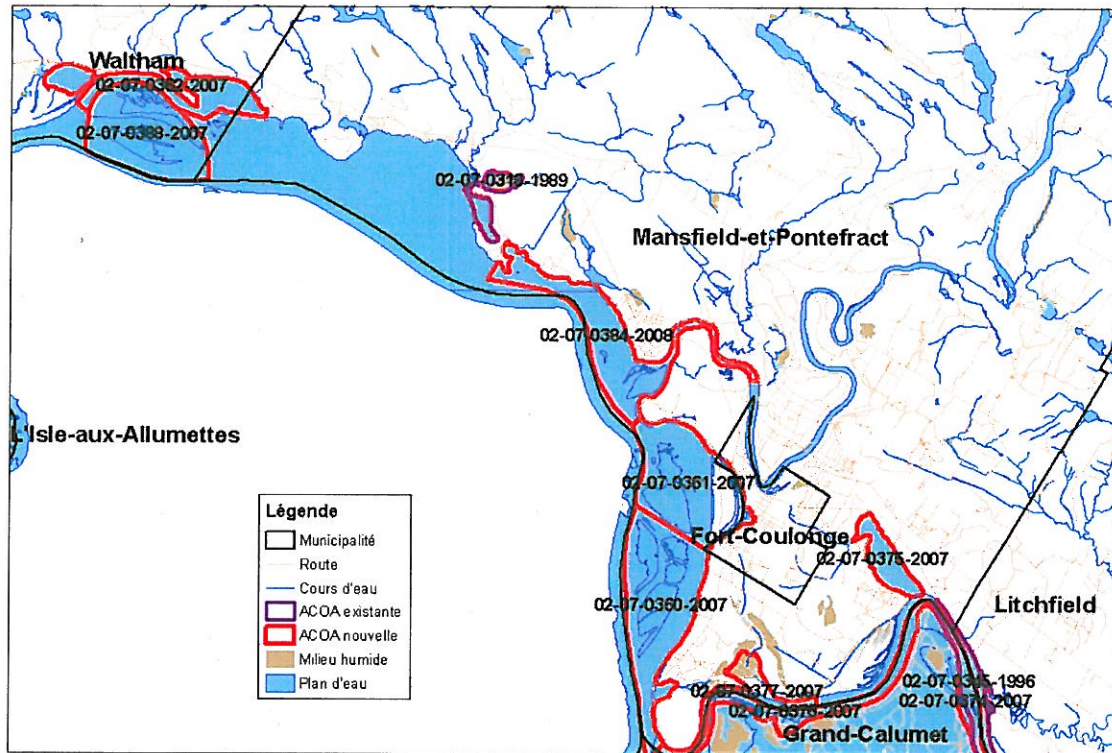 Waltham
02-07-0362-2007
02-07-0388-2007
02-07-0319-1989
Mansfield-et-Pontefract
02-07-0384-2008
L'Isle-aux-Allumettes
02-07-0361-2007
Fort-Coulonge
02-07-0375-2007
02-07-0360-2007
Litchfield
02-07-0377-2007
02-07-0374-2007
Grand-Calumet
Légende
Municipalité
Route
Cours d'eau
ACOA existante
ACOA nouvelle
Milieu humide
Plan d'eau